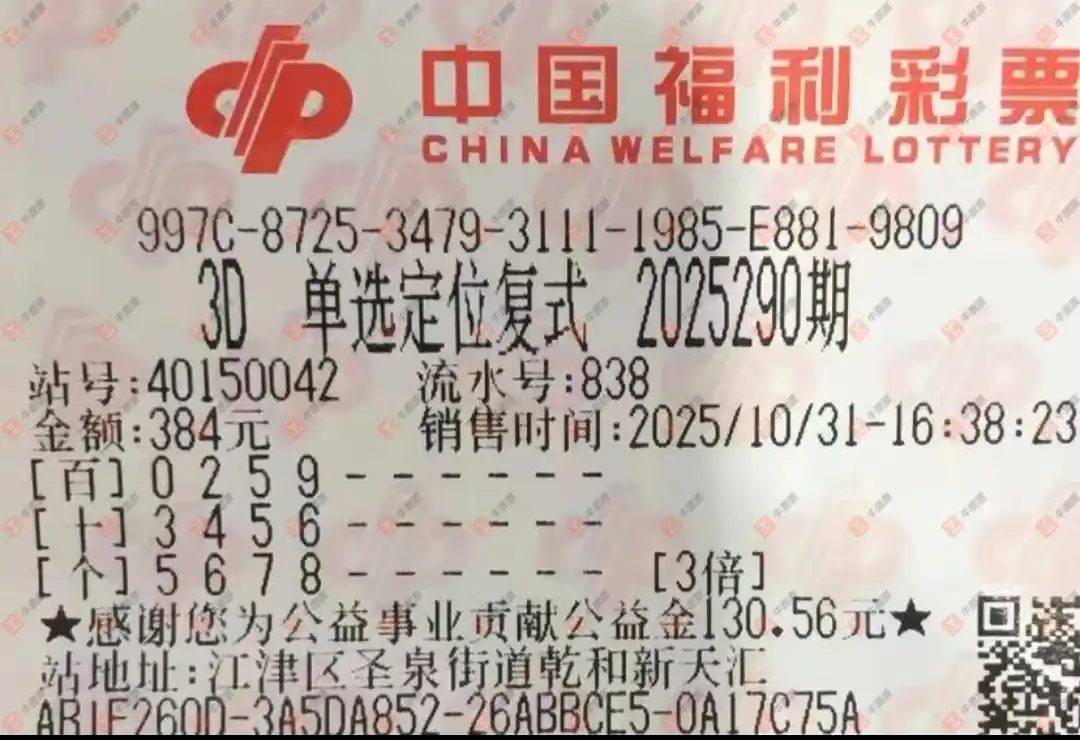 中国福利彩票
CHINA WELFARE LOTTERY
997C-8725-3479-3111-1985-E881-9809
3D 单选定位复式 2025290期
站号:40150042 流水号:838
金额:384元 销售时间:2025/10/31-16:38:23
[百] 0 2 5 9 - - - - - -
[十] 3 4 5 6 - - - - - -
[个] 5 6 7 8 - - - - - - [3倍]
★感谢您为公益事业贡献公益金130.56元★
站地址:江津区圣泉街道乾和新天汇
AB1F260D-3A5DA852-26ABBCE5-0A17C75A